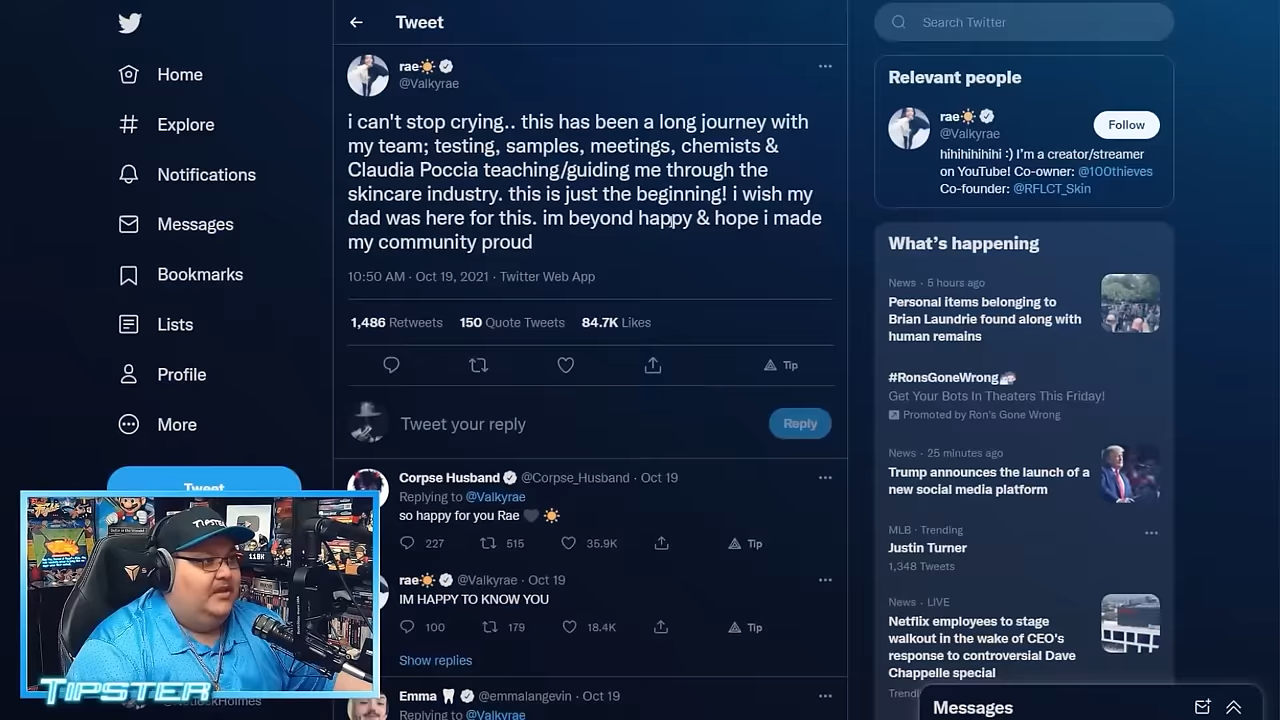 Home
Explore
Notifications
Messages
Bookmarks
Lists
Profile
More
Tweet
Tweet
rae
@Valkyrae
i can't stop crying.. this has been a long journey with
my team; testing, samples, meetings, chemists &
Claudia Poccia teaching/guiding me through the
skincare industry. this is just the beginning! i wish my
dad was here for this. im beyond happy & hope i made
my community proud
10:50 AM · Oct 19, 2021 · Twitter Web App
1,486 Retweets 150 Quote Tweets 84.7K Likes
Tip
Tweet your reply
Reply
Corpse Husband @Corpse_Husband · Oct 19
Replying to @Valkyrae
so happy for you Rae
227 515 35.9K Tip
rae @Valkyrae · Oct 19
IM HAPPY TO KNOW YOU
100 179 18.4K Tip
Show replies
Emma @emmalangevin · Oct 19
Replying to @Valkyrae
Search Twitter
Relevant people
rae
@Valkyrae
Follow
hihihihihihi :) I'm a creator/streamer
on YouTube! Co-owner: @100thieves
Co-founder: @RFLCT_Skin
What's happening
News · 5 hours ago
Personal items belonging to
Brian Laundrie found along with
human remains
#RonsGoneWrong
Get Your Bots In Theaters This Friday!
Promoted by Ron's Gone Wrong
News · 25 minutes ago
Trump announces the launch of a
new social media platform
MLB · Trending
Justin Turner
1,348 Tweets
News · LIVE
Netflix employees to stage
walkout in the wake of CEO's
response to controversial Dave
Chappelle special
Messages
TIPSTER
118K
TIPSTER